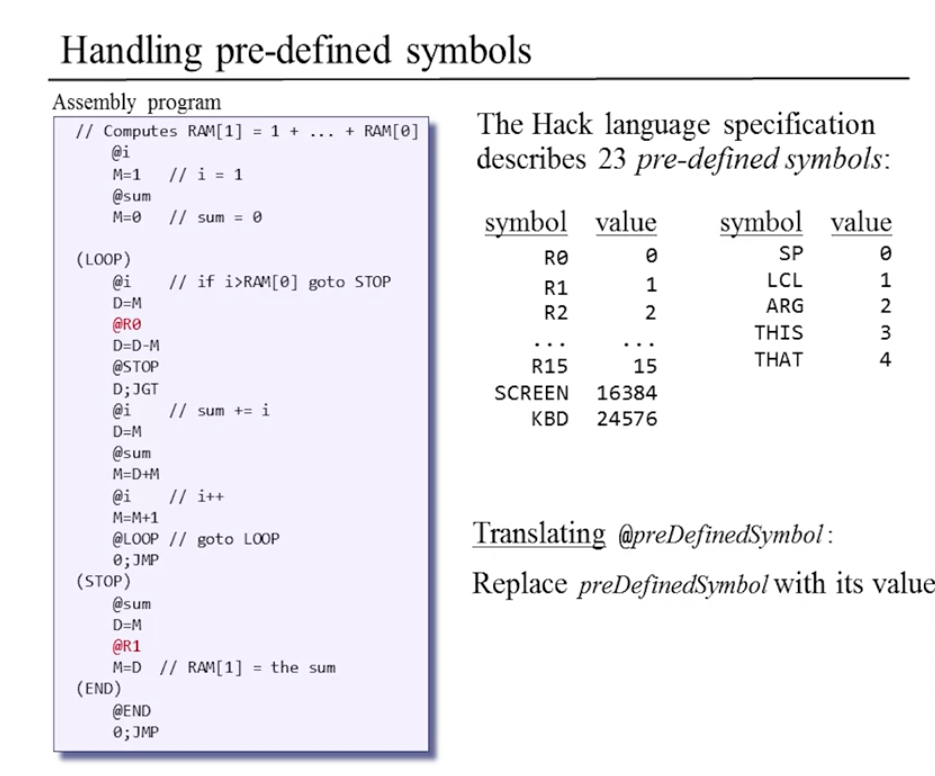 Handling pre-defined symbols
Assembly program
// Computes RAM[1] = 1 + ... + RAM[0]
@i
M=1 // i = 1
@sum
M=0 // sum = 0
(LOOP)
@i // if i>RAM[0] goto STOP
D=M
@R0
D=D-M
@STOP
D;JGT
@i // sum += i
D=M
@sum
M=D+M
@i // i++
M=M+1
@LOOP // goto LOOP
0;JMP
(STOP)
@sum
D=M
@R1
M=D // RAM[1] = the sum
(END)
@END
0;JMP
The Hack language specification
describes 23 pre-defined symbols:
symbol value
R0 0
R1 1
R2 2
... ...
R15 15
SCREEN 16384
KBD 24576
symbol value
SP 0
LCL 1
ARG 2
THIS 3
THAT 4
Translating @preDefinedSymbol:
Replace preDefinedSymbol with its value